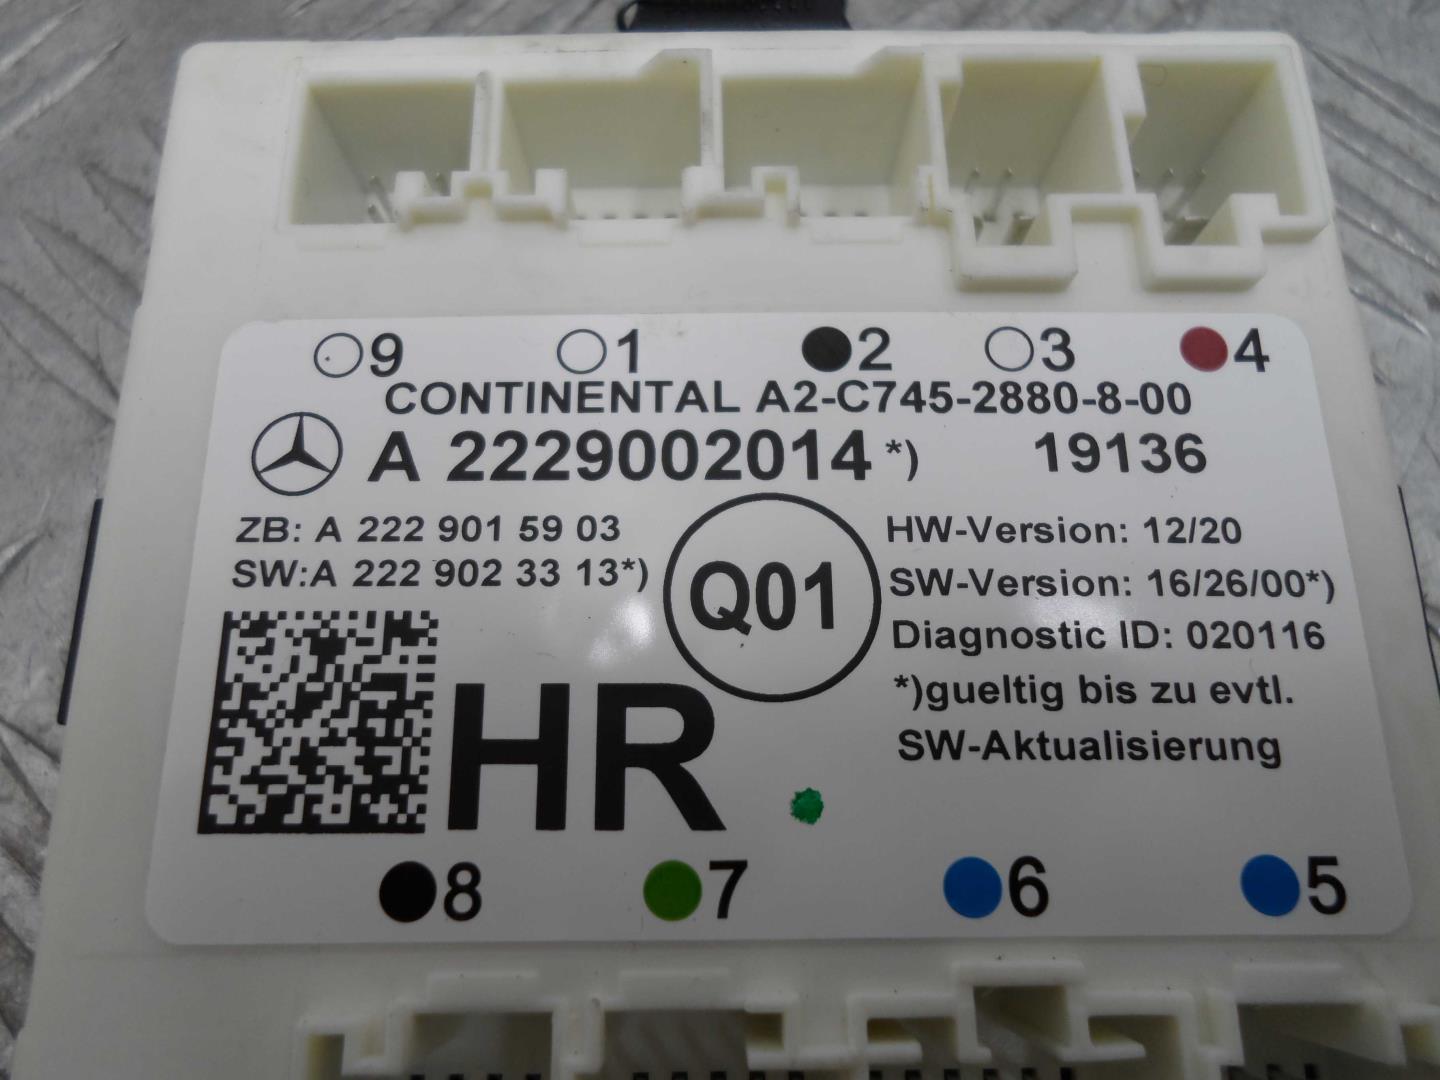 9 1 2 3 4
CONTINENTAL A2-C745-2880-8-00
A 2229002014 *) 19136
ZB: A 222 901 59 03
SW:A 222 902 33 13*)
Q01
HW-Version: 12/20
SW-Version: 16/26/00*)
Diagnostic ID: 020116
*)gueltig bis zu evtl.
SW-Aktualisierung
HR
8 7 6 5